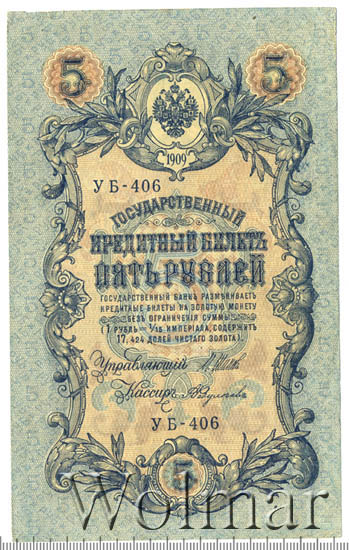 5 5
1909
УБ-406
ГОСУДАРСТВЕННЫЙ
КРЕДИТНЫЙ БИЛЕТЪ
ПЯТЬ РУБЛЕЙ
ГОСУДАРСТВЕННЫЙ БАНКЪ РАЗМѢНИВАЕТЪ
КРЕДИТНЫЕ БИЛЕТЫ НА ЗОЛОТУЮ МОНЕТУ
БЕЗЪ ОГРАНИЧЕНІЯ СУММЫ
(1 РУБЛЬ = 1/15 ИМПЕРІАЛА, СОДЕРЖИТЪ
17,424 ДОЛЕЙ ЧИСТАГО ЗОЛОТА).
Управляющій
Кассиръ
УБ-406
5
Wolmar